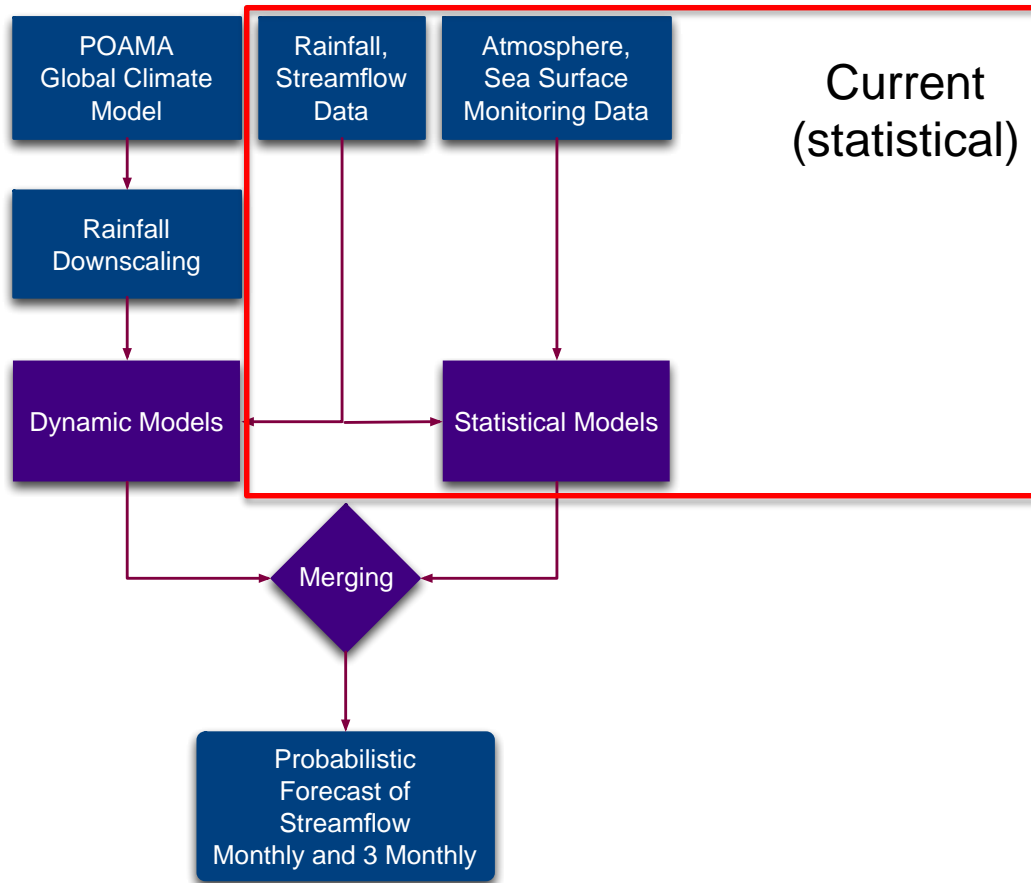 POAMA
Global Climate
Model
Rainfall,
Streamflow
Data
Atmosphere,
Sea Surface
Monitoring Data
Current
(statistical)
Rainfall
Downscaling
Dynamic Models
Statistical Models
Merging
Probabilistic
Forecast of
Streamflow
Monthly and 3 Monthly